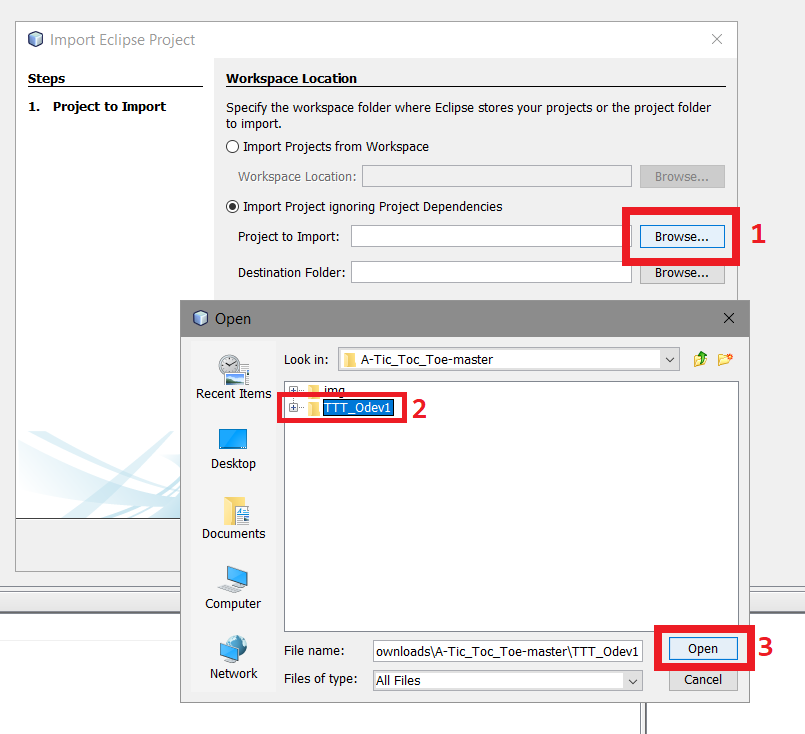 Import Eclipse Project
Steps
1. Project to Import
Workspace Location
Specify the workspace folder where Eclipse stores your projects or the project folder
to import.
Import Projects from Workspace
Workspace Location:
Browse...
Import Project ignoring Project Dependencies
Project to Import:
Browse...
1
Destination Folder:
Browse...
Open
Look in:
A-Tic_Toc_Toe-master
Recent Items
Desktop
Documents
Computer
Network
img
TTT_Odev1
2
File name:
ownloads\A-Tic_Toc_Toe-master\TTT_Odev1
Open
3
Files of type:
All Files
Cancel